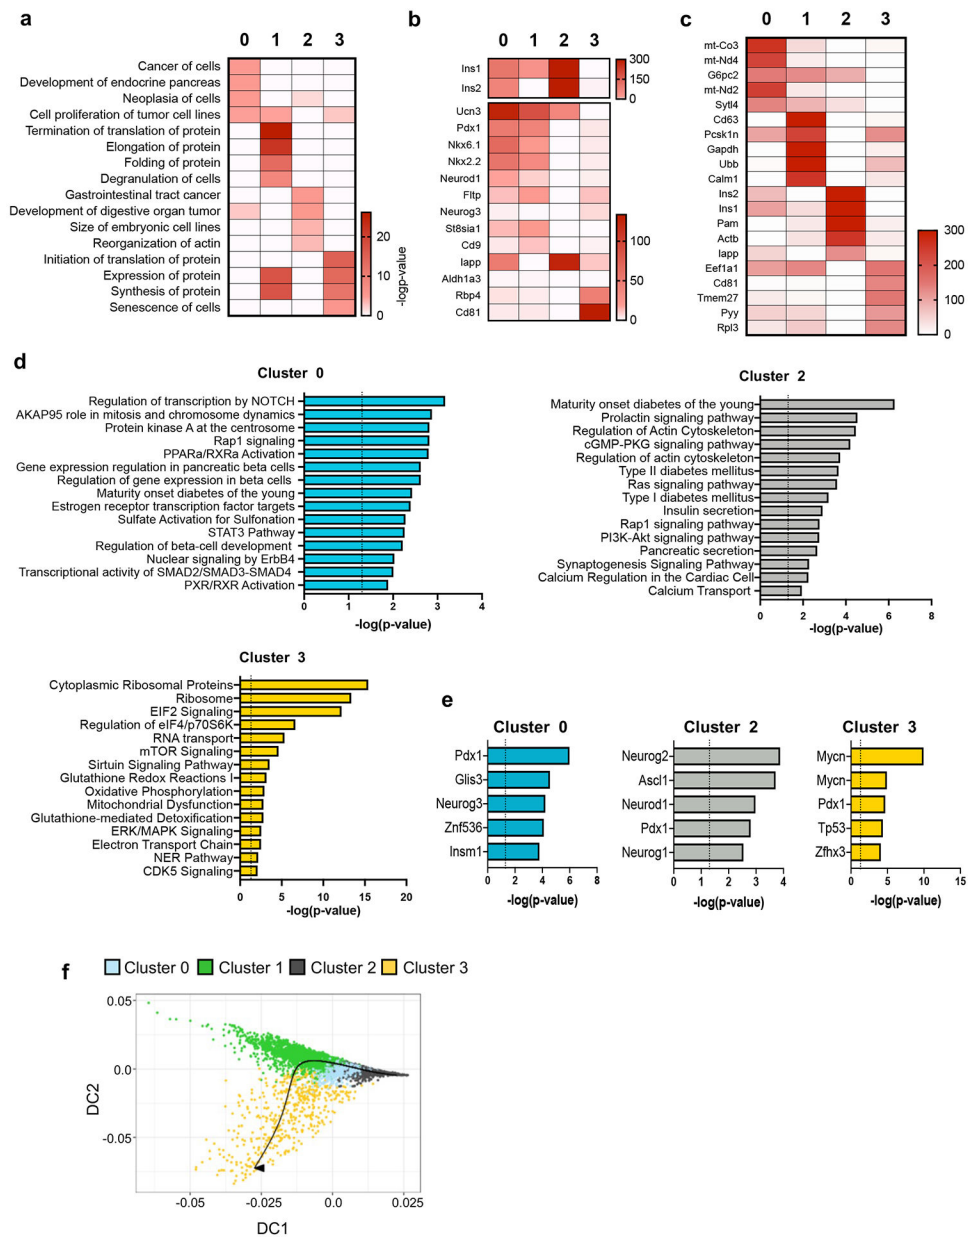 a
0 1 2 3
Cancer of cells
Development of endocrine pancreas
Neoplasia of cells
Cell proliferation of tumor cell lines
Termination of translation of protein
Elongation of protein
Folding of protein
Degranulation of cells
Gastrointestinal tract cancer
Development of digestive organ tumor
Size of embryonic cell lines
Reorganization of actin
Initiation of translation of protein
Expression of protein
Synthesis of protein
Senescence of cells
20
10
0
-logp-value
b
0 1 2 3
Ins1
Ins2
300
150
0
Ucn3
Pdx1
Nkx6.1
Nkx2.2
Neurod1
Fltp
Neurog3
St8sia1
Cd9
Iapp
Aldh1a3
Rbp4
Cd81
100
50
0
c
0 1 2 3
mt-Co3
mt-Nd4
G6pc2
mt-Nd2
Sytl4
Cd63
Pcsk1n
Gapdh
Ubb
Calm1
Ins2
Ins1
Pam
Actb
Iapp
Eef1a1
Cd81
Tmem27
Pyy
Rpl3
300
200
100
0
d
Cluster 0
Regulation of transcription by NOTCH
AKAP95 role in mitosis and chromosome dynamics
Protein kinase A at the centrosome
Rap1 signaling
PPARa/RXRa Activation
Gene expression regulation in pancreatic beta cells
Regulation of gene expression in beta cells
Maturity onset diabetes of the young
Estrogen receptor transcription factor targets
Sulfate Activation for Sulfonation
STAT3 Pathway
Regulation of beta-cell development
Nuclear signaling by ErbB4
Transcriptional activity of SMAD2/SMAD3-SMAD4
PXR/RXR Activation
0 1 2 3 4
-log(p-value)
Cluster 2
Maturity onset diabetes of the young
Prolactin signaling pathway
Regulation of Actin Cytoskeleton
cGMP-PKG signaling pathway
Regulation of actin cytoskeleton
Type II diabetes mellitus
Ras signaling pathway
Type I diabetes mellitus
Insulin secretion
Rap1 signaling pathway
PI3K-Akt signaling pathway
Pancreatic secretion
Synaptogenesis Signaling Pathway
Calcium Regulation in the Cardiac Cell
Calcium Transport
0 2 4 6 8
-log(p-value)
Cluster 3
Cytoplasmic Ribosomal Proteins
Ribosome
EIF2 Signaling
Regulation of eIF4/p70S6K
RNA transport
mTOR Signaling
Sirtuin Signaling Pathway
Glutathione Redox Reactions I
Oxidative Phosphorylation
Mitochondrial Dysfunction
Glutathione-mediated Detoxification
ERK/MAPK Signaling
Electron Transport Chain
NER Pathway
CDK5 Signaling
0 5 10 15 20
-log(p-value)
e
Cluster 0
Pdx1
Glis3
Neurog3
Znf536
Insm1
0 2 4 6 8
-log(p-value)
Cluster 2
Neurog2
Ascl1
Neurod1
Pdx1
Neurog1
0 1 2 3 4
-log(p-value)
Cluster 3
Mycn
Mycn
Pdx1
Tp53
Zfhx3
0 5 10 15
-log(p-value)
f
Cluster 0 Cluster 1 Cluster 2 Cluster 3
0.05
0.0
-0.05
DC2
-0.05 -0.025 0.0 0.025
DC1